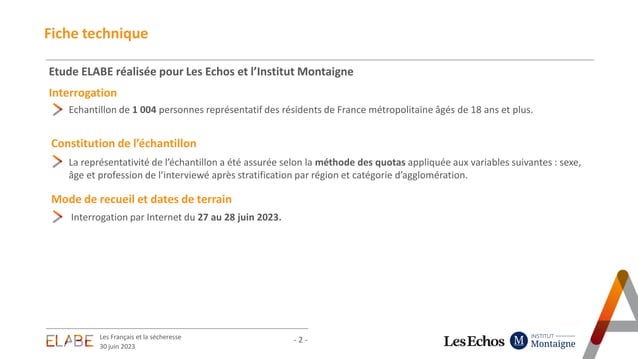 Fiche technique
Etude ELABE réalisée pour Les Echos et l’Institut Montaigne
Interrogation
Echantillon de 1 004 personnes représentatif des résidents de France métropolitaine âgés de 18 ans et plus.
Constitution de l’échantillon
La représentativité de l’échantillon a été assurée selon la méthode des quotas appliquée aux variables suivantes : sexe,
âge et profession de l’interviewé après stratification par région et catégorie d’agglomération.
Mode de recueil et dates de terrain
Interrogation par Internet du 27 au 28 juin 2023.
ELABE
Les Français et la sécheresse
30 juin 2023
- 2 -
Les Echos
M
INSTITUT
Montaigne